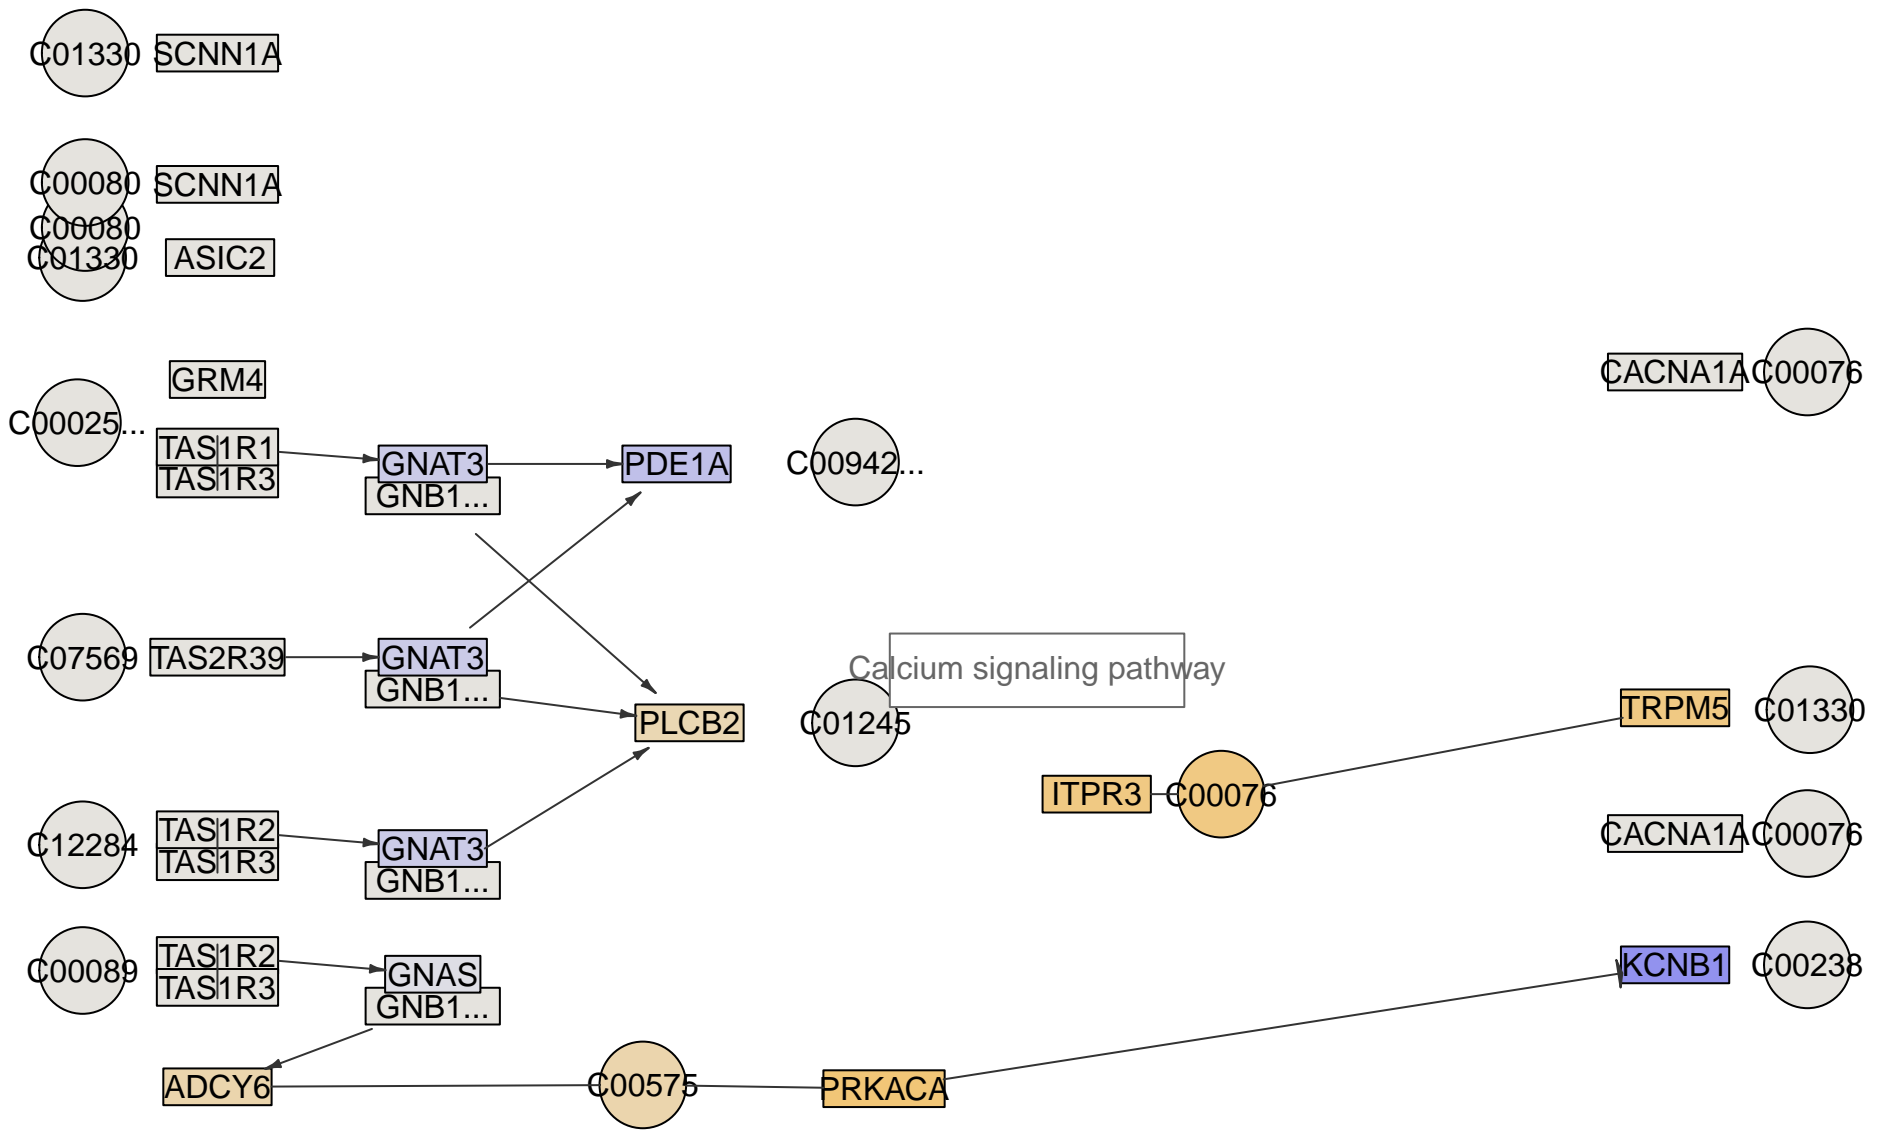 C01330 SCNN1A
C00080 SCNN1A
C00080
C01330 ASIC2
GRM4
CACNA1A C00076
C00025...
TAS1R1
TAS1R3
GNAT3
GNB1...
PDE1A
C00942...
C07569 TAS2R39
GNAT3
GNB1...
Calcium signaling pathway
PLCB2
C01245
TRPM5 C01330
ITPR3 C00076
C12284
TAS1R2
TAS1R3
GNAT3
GNB1...
CACNA1A C00076
C00089
TAS1R2
TAS1R3
GNAS
GNB1...
KCNB1 C00238
ADCY6 C00575 PRKACA